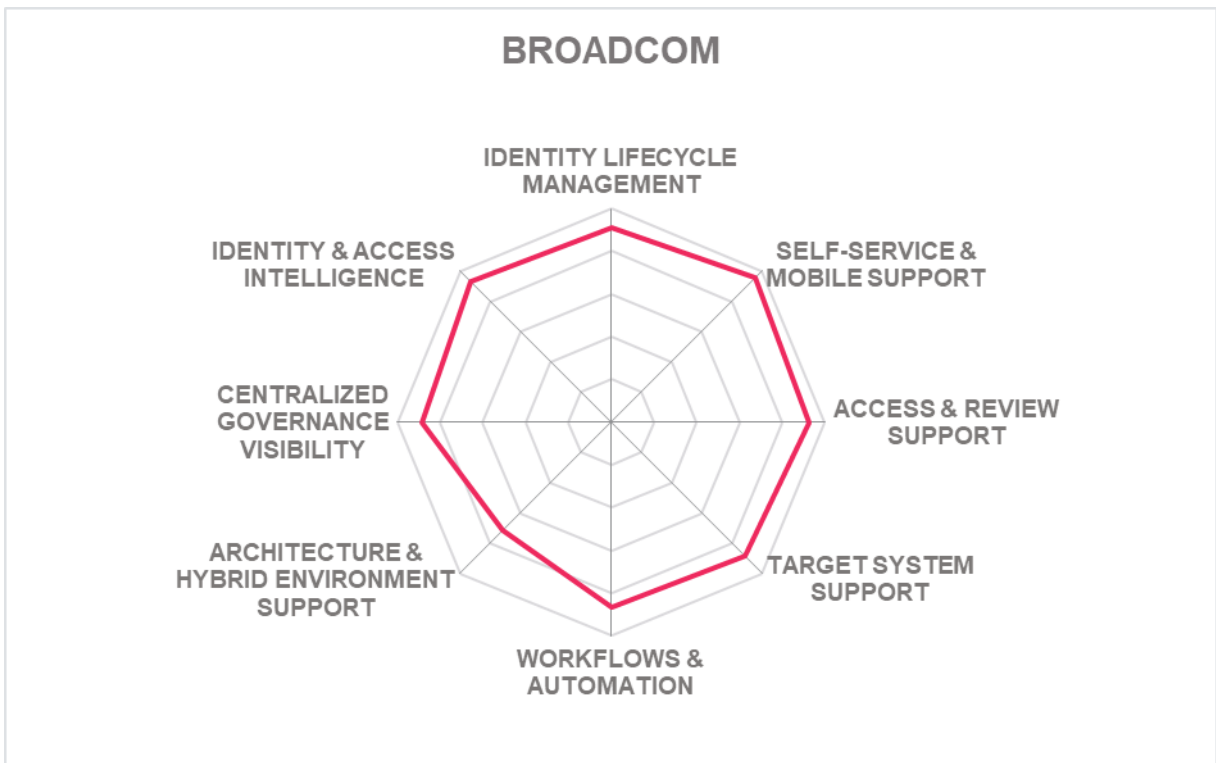 BROADCOM
IDENTITY LIFECYCLE
MANAGEMENT
SELF-SERVICE &
MOBILE SUPPORT
ACCESS & REVIEW
SUPPORT
TARGET SYSTEM
SUPPORT
WORKFLOWS &
AUTOMATION
ARCHITECTURE &
HYBRID ENVIRONMENT
SUPPORT
CENTRALIZED
GOVERNANCE
VISIBILITY
IDENTITY & ACCESS
INTELLIGENCE